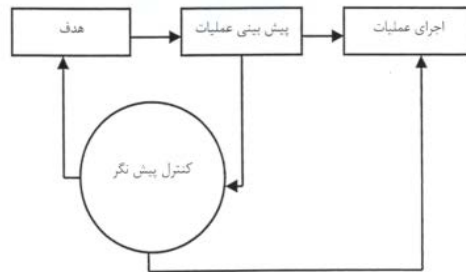 هدف
پیش بینی عملیات
اجرای عملیات
کنترل پیش نگر